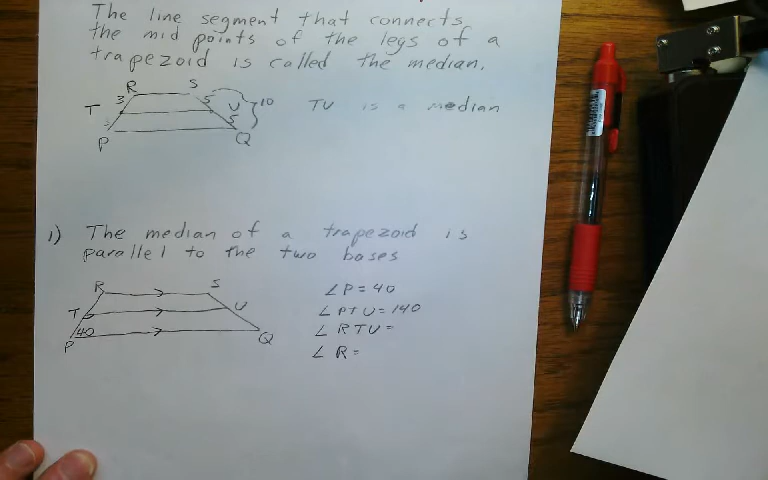 The line segment that connects
the mid points of the legs of a
trapezoid is called the median.
R S
3 5 10
T U TU is a median
5
P Q
1) The median of a trapezoid is
parallel to the two bases
R S ∠P = 40
T U ∠PTU = 140
40 ∠RTU =
P Q
∠R =